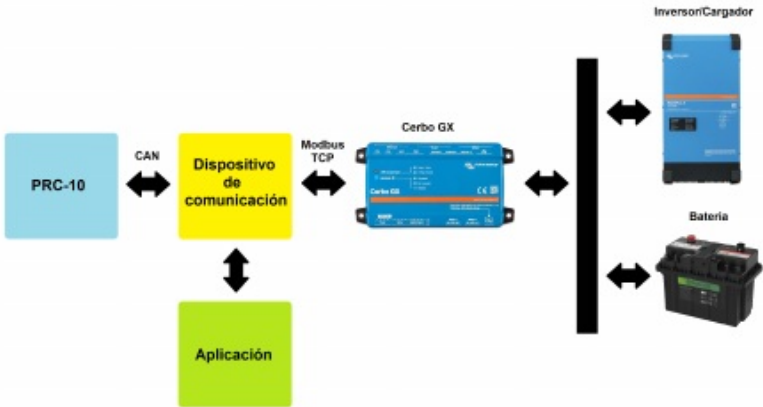 Inversor/Cargador
Cerbo GX
Modbus
TCP
CAN
PRC-10
Dispositivo
de
comunicación
Cerbo GX
Bateria
Aplicación